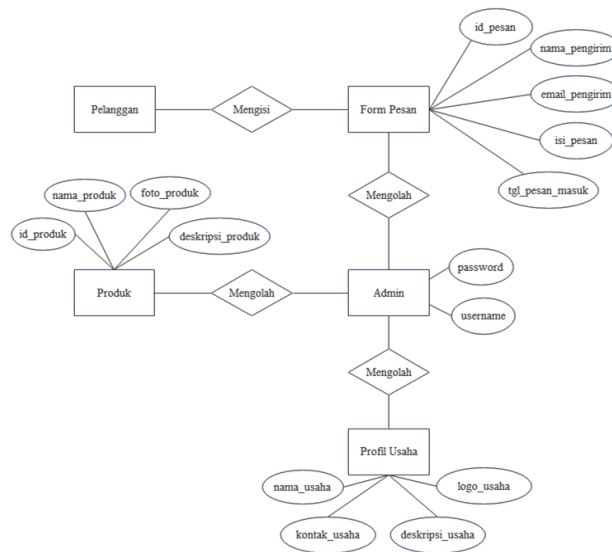 id_pesan
nama_pengirim
Pelanggan
Mengisi
Form Pesan
email_pengirim
isi_pesan
tgl_pesan_masuk
Mengolah
nama_produk
foto_produk
id_produk
deskripsi_produk
Produk
Mengolah
Admin
password
username
Mengolah
Profil Usaha
nama_usaha
logo_usaha
kontak_usaha
deskripsi_usaha